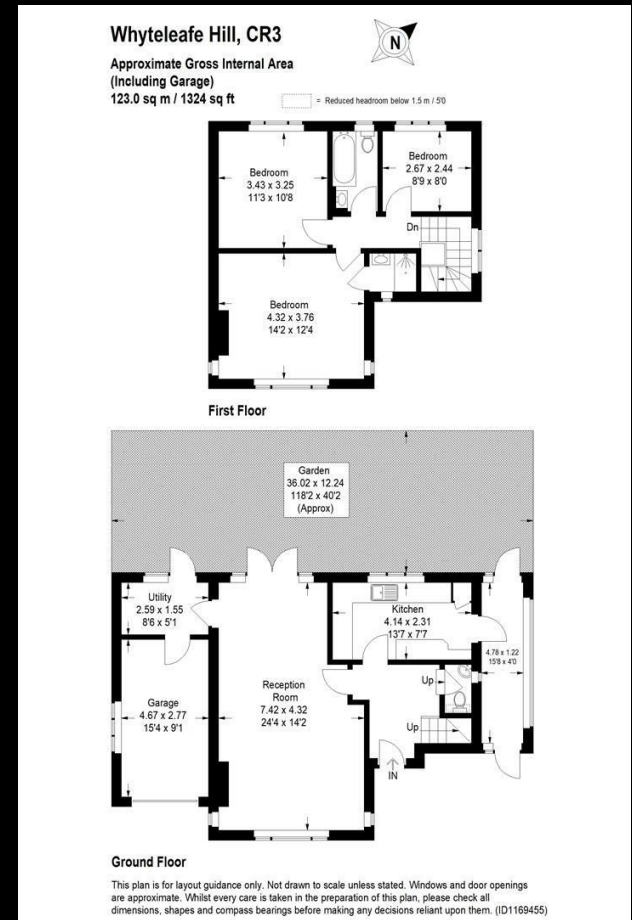 Whyteleafe Hill, CR3
N
Approximate Gross Internal Area
(Including Garage)
123.0 sq m / 1324 sq ft
= Reduced headroom below 1.5 m / 5'0
Bedroom
3.43 x 3.25
11'3 x 10'8
Bedroom
2.67 x 2.44
8'9 x 8'0
Dn
Bedroom
4.32 x 3.76
14'2 x 12'4
First Floor
Garden
36.02 x 12.24
118'2 x 40'2
(Approx)
Utility
2.59 x 1.55
8'6 x 5'1
Kitchen
4.14 x 2.31
13'7 x 7'7
4.78 x 1.22
15'8 x 4'0
Garage
4.67 x 2.77
15'4 x 9'1
Reception
Room
7.42 x 4.32
24'4 x 14'2
Up
Up
IN
Ground Floor
This plan is for layout guidance only. Not drawn to scale unless stated. Windows and door openings
are approximate. Whilst every care is taken in the preparation of this plan, please check all
dimensions, shapes and compass bearings before making any decisions reliant upon them. (ID1169455)